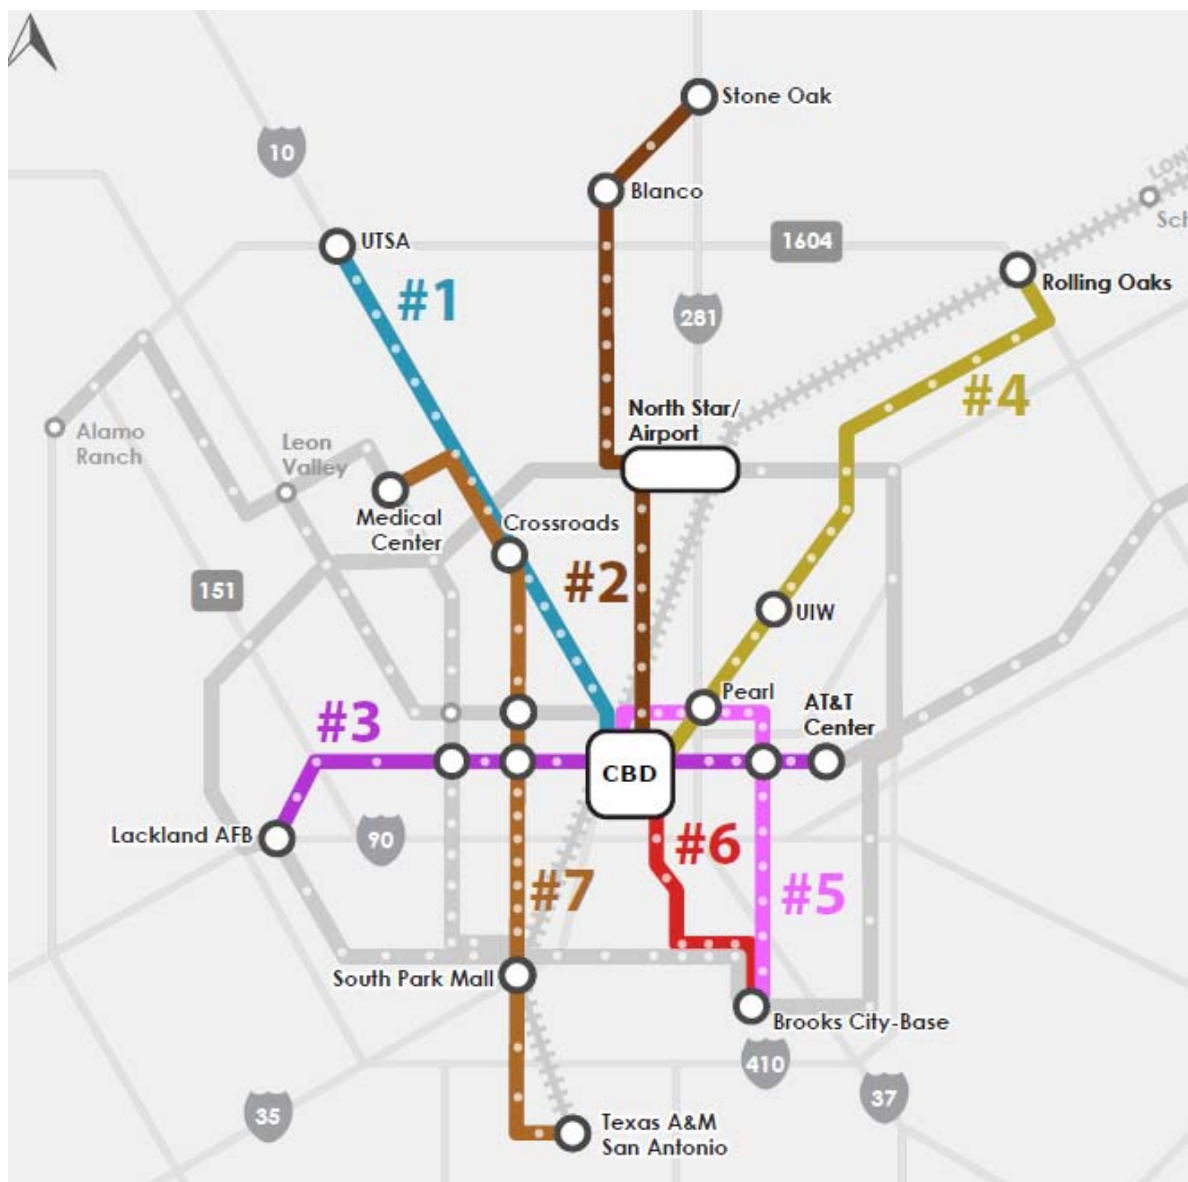 Stone Oak
10
Blanco
LON
Sch
UTSA
1604
#1
281
Rolling Oaks
#4
North Star/
Airport
Alamo
Ranch
Leon
Valley
Medical
Center
Crossroads
151
#2
UIW
Pearl
AT&T
Center
#3
CBD
Lackland AFB
90
#6
#7
#5
South Park Mall
Brooks City-Base
410
37
35
Texas A&M
San Antonio